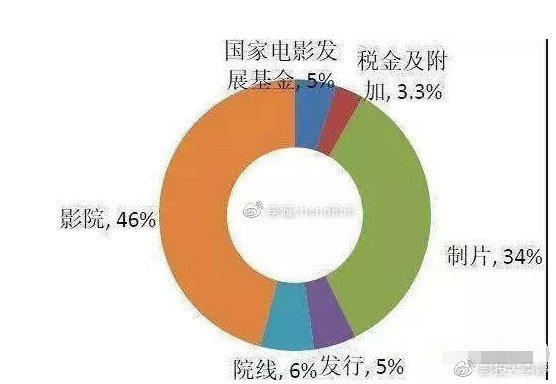 国家电影发
展基金, 5%
税金及附
加, 3.3%
影院, 46%
制片, 34%
院线, 6%
发行, 5%